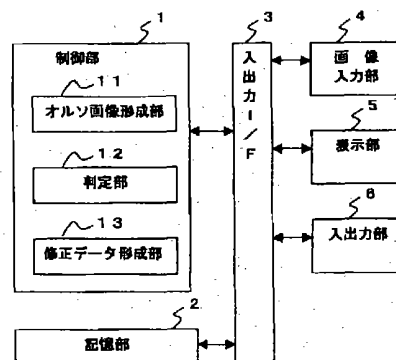 1
制御部
11
オルソ画像形成部
12
判定部
13
修正データ形成部
2
記憶部
3
入出力I/F
4
画像
入力部
5
表示部
6
入出力部